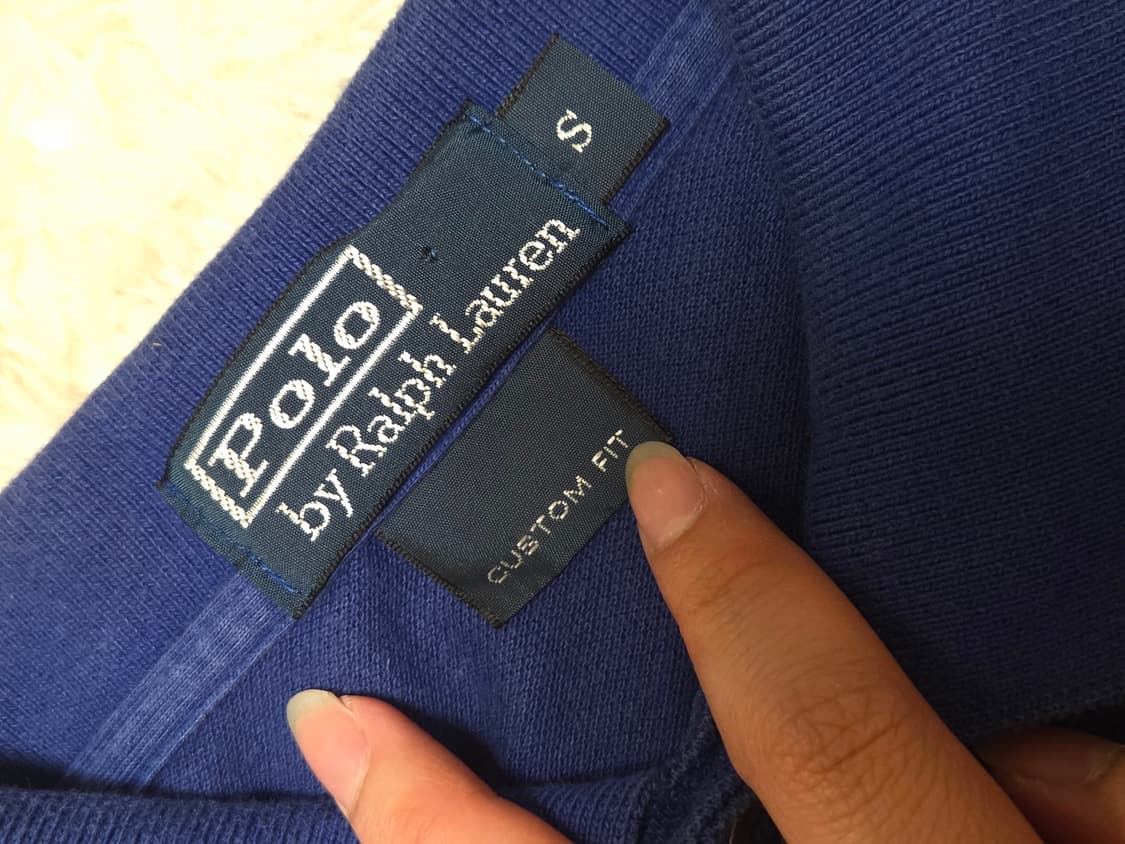 S
Polo
by Ralph Lauren
CUSTOM FIT